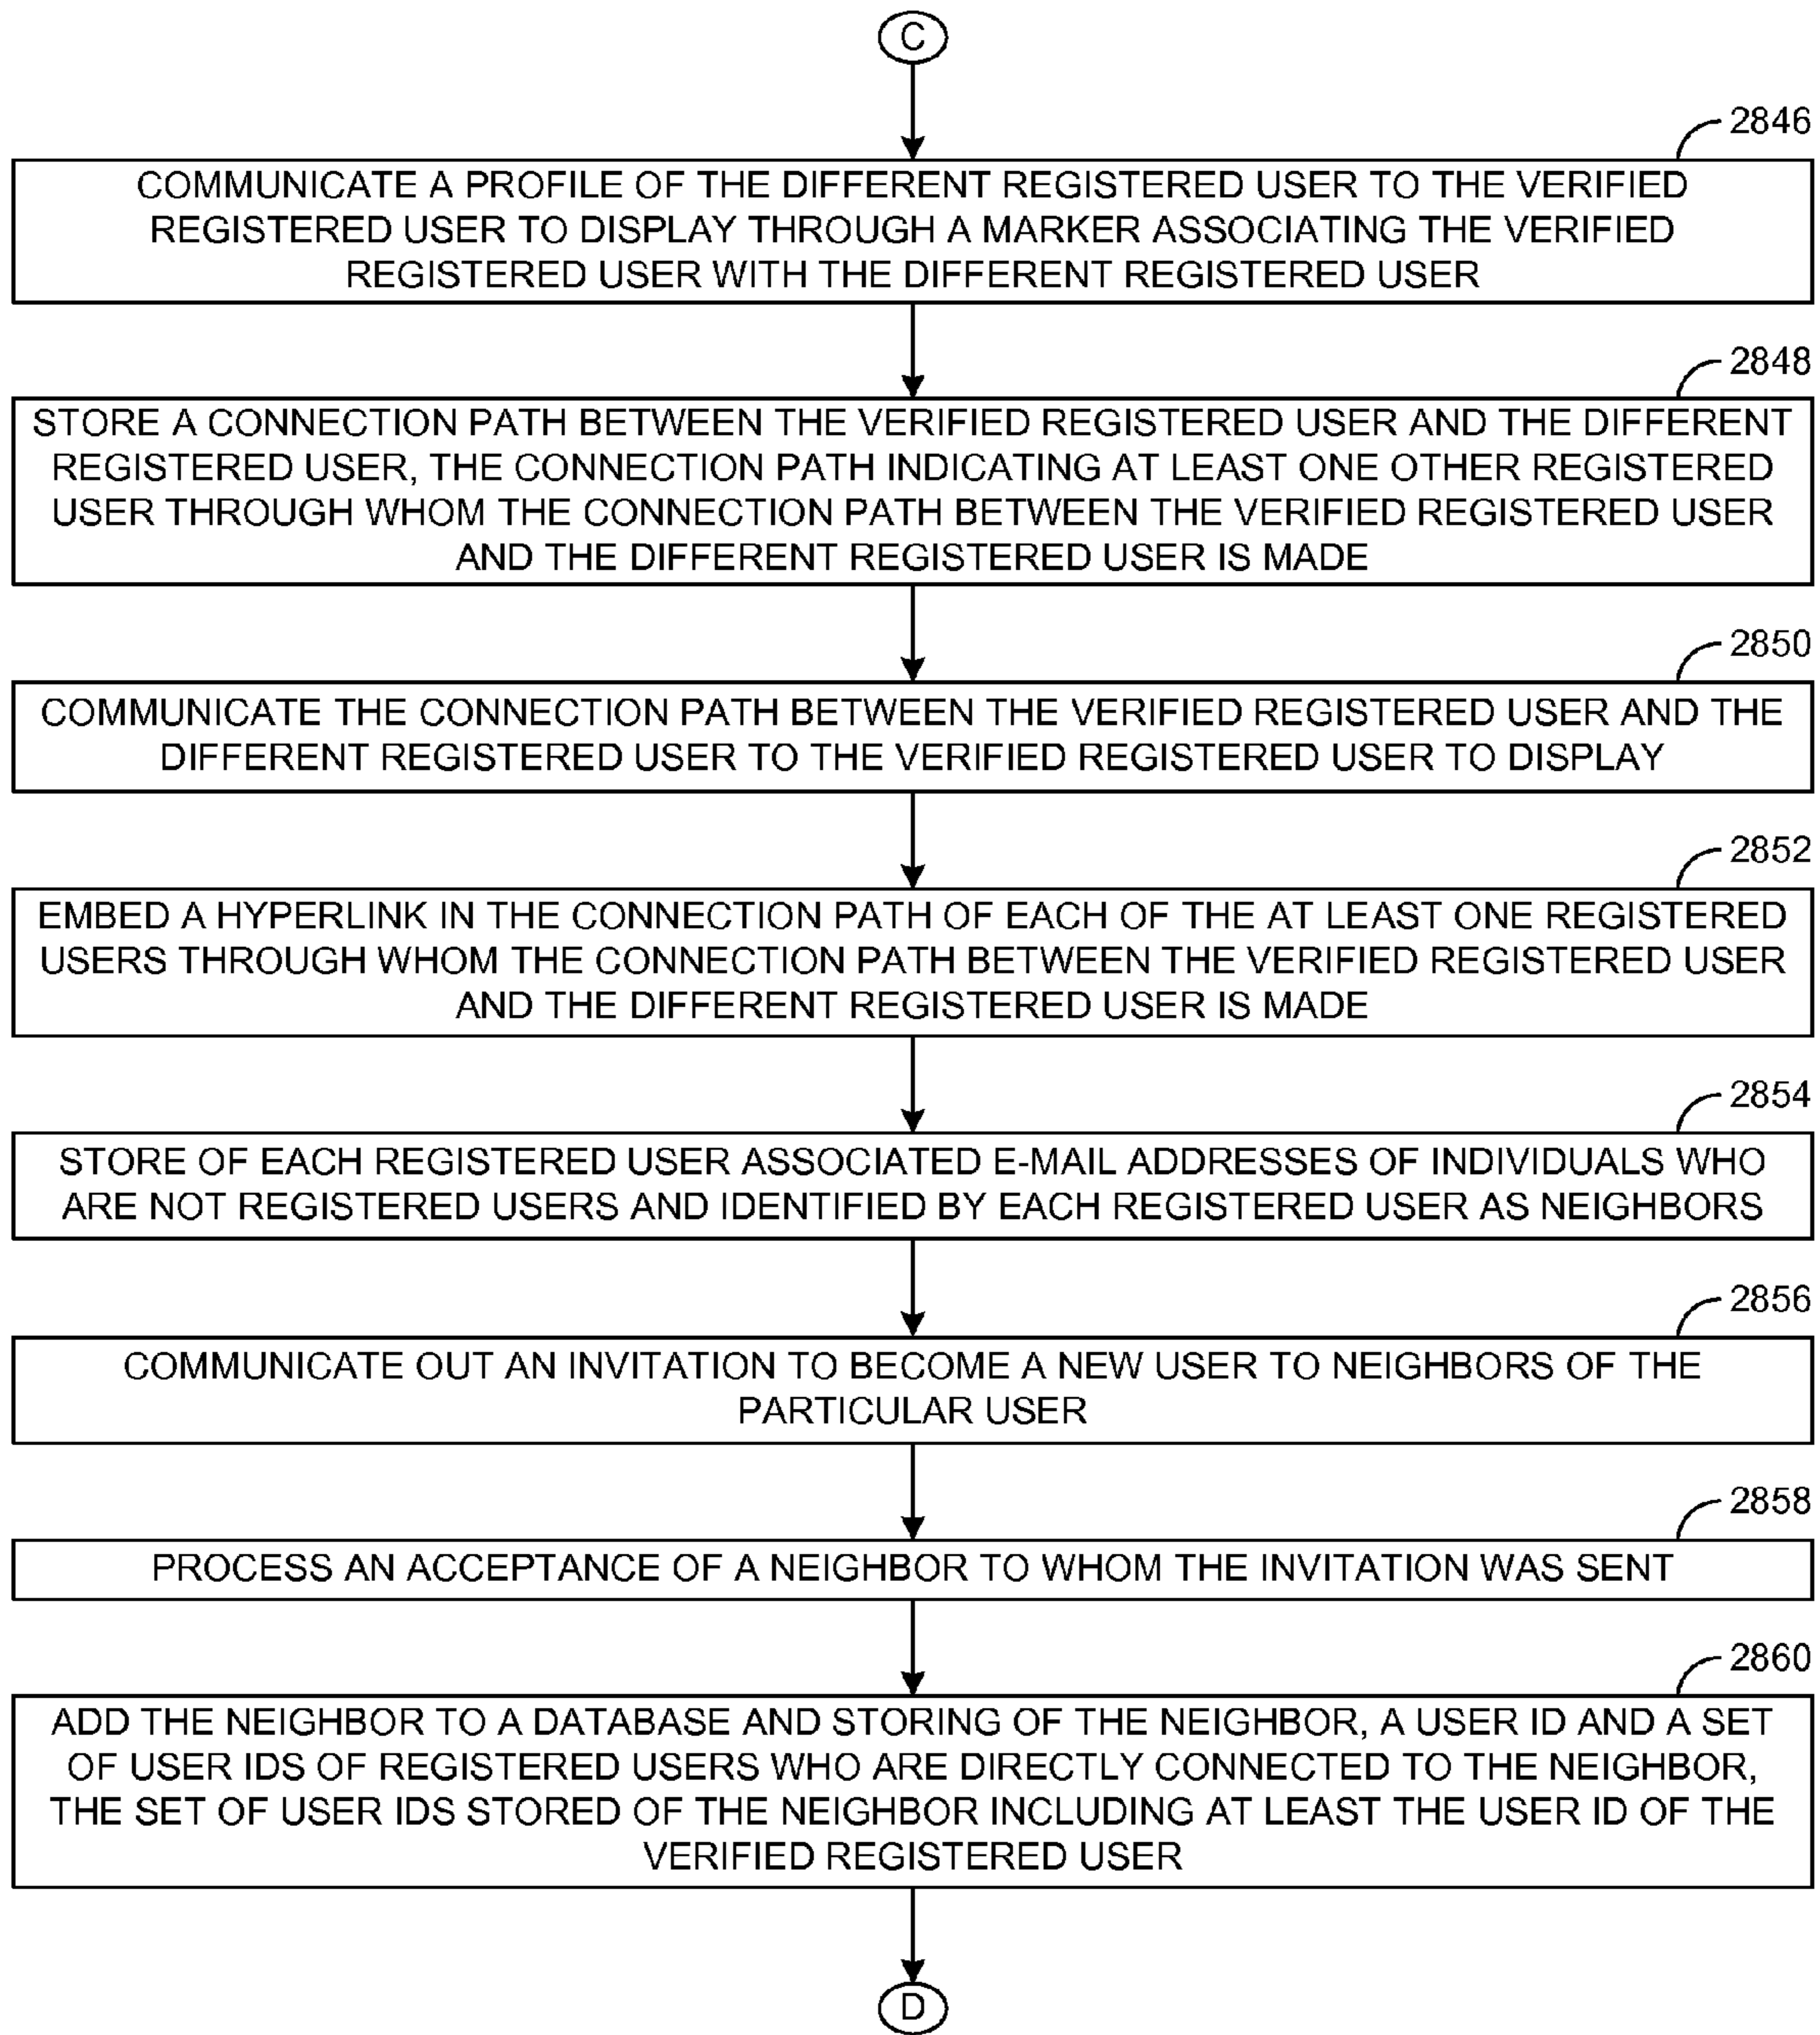 C
2846
COMMUNICATE A PROFILE OF THE DIFFERENT REGISTERED USER TO THE VERIFIED
REGISTERED USER TO DISPLAY THROUGH A MARKER ASSOCIATING THE VERIFIED
REGISTERED USER WITH THE DIFFERENT REGISTERED USER
2848
STORE A CONNECTION PATH BETWEEN THE VERIFIED REGISTERED USER AND THE DIFFERENT
REGISTERED USER, THE CONNECTION PATH INDICATING AT LEAST ONE OTHER REGISTERED
USER THROUGH WHOM THE CONNECTION PATH BETWEEN THE VERIFIED REGISTERED USER
AND THE DIFFERENT REGISTERED USER IS MADE
2850
COMMUNICATE THE CONNECTION PATH BETWEEN THE VERIFIED REGISTERED USER AND THE
DIFFERENT REGISTERED USER TO THE VERIFIED REGISTERED USER TO DISPLAY
2852
EMBED A HYPERLINK IN THE CONNECTION PATH OF EACH OF THE AT LEAST ONE REGISTERED
USERS THROUGH WHOM THE CONNECTION PATH BETWEEN THE VERIFIED REGISTERED USER
AND THE DIFFERENT REGISTERED USER IS MADE
2854
STORE OF EACH REGISTERED USER ASSOCIATED E-MAIL ADDRESSES OF INDIVIDUALS WHO
ARE NOT REGISTERED USERS AND IDENTIFIED BY EACH REGISTERED USER AS NEIGHBORS
2856
COMMUNICATE OUT AN INVITATION TO BECOME A NEW USER TO NEIGHBORS OF THE
PARTICULAR USER
2858
PROCESS AN ACCEPTANCE OF A NEIGHBOR TO WHOM THE INVITATION WAS SENT
2860
ADD THE NEIGHBOR TO A DATABASE AND STORING OF THE NEIGHBOR, A USER ID AND A SET
OF USER IDS OF REGISTERED USERS WHO ARE DIRECTLY CONNECTED TO THE NEIGHBOR,
THE SET OF USER IDS STORED OF THE NEIGHBOR INCLUDING AT LEAST THE USER ID OF THE
VERIFIED REGISTERED USER
D